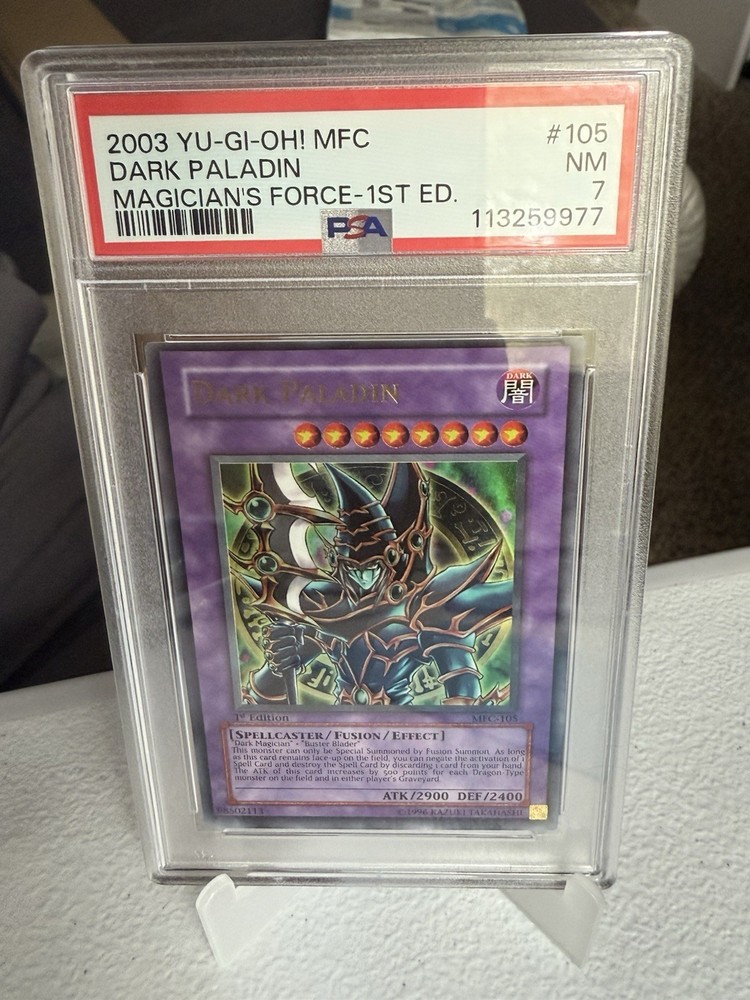 2003 YU-GI-OH! MFC #105
DARK PALADIN NM
MAGICIAN'S FORCE-1ST ED. 7
PSA 113259977
DARK PALADIN
DARK
闇
1st Edition MFC-105
[SPELLCASTER/FUSION/EFFECT]
"Dark Magician" + "Buster Blader"
This monster can only be Special Summoned by Fusion Summon. As long
as this card remains face-up on the field, you can negate the activation of 1
Spell Card and destroy the Spell Card by discarding 1 card from your hand.
The ATK of this card increases by 500 points for each Dragon-Type
monster on the field and in either player's Graveyard.
ATK/2900 DEF/2400
©1996 KAZUKI TAKAHASHI